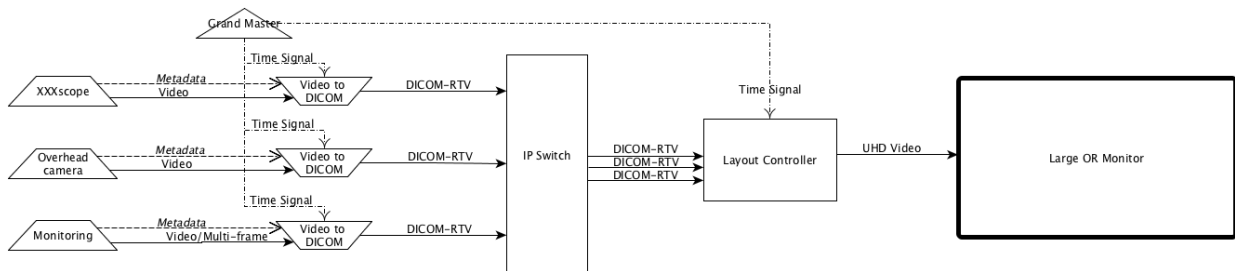 Grand Master
Time Signal
Metadata
XXXscope
Video
Video to
DICOM
DICOM-RTV
Time Signal
Time Signal
Metadata
Overhead
camera
Video
Video to
DICOM
DICOM-RTV
IP Switch
DICOM-RTV
DICOM-RTV
DICOM-RTV
Layout Controller
UHD Video
Large OR Monitor
Time Signal
Metadata
Monitoring
Video/Multi-frame
Video to
DICOM
DICOM-RTV